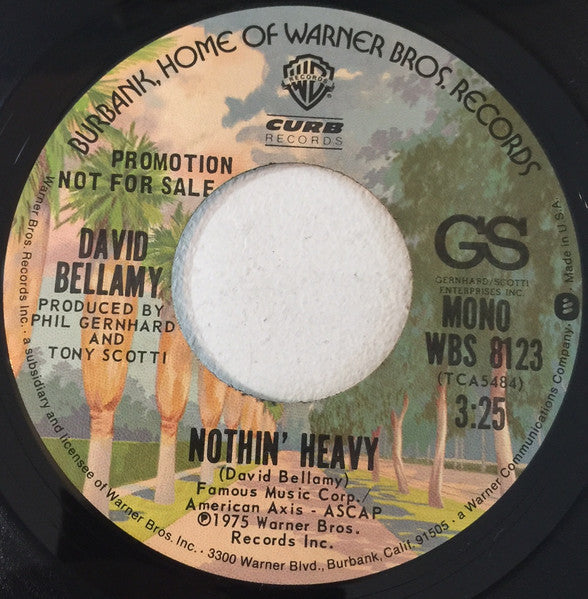 BURBANK, HOME OF WARNER BROS. RECORDS
RECORDS
CURB
RECORDS
PROMOTION
NOT FOR SALE
DAVID
BELLAMY
PRODUCED BY
PHIL GERNHARD
AND
TONY SCOTTI
GS
GERNHARD/SCOTTI
ENTERPRISES INC.
MONO
WBS 8123
(TCA5484)
3:25
NOTHIN' HEAVY
(David Bellamy)
Famous Music Corp./
American Axis - ASCAP
℗1975 Warner Bros.
Records Inc.
Warner Bros. Records Inc. · a subsidiary and licensee of Warner Bros. Inc. · 3300 Warner Blvd., Burbank, Calif. 91505 · a Warner Communications Company · Made in U.S.A.